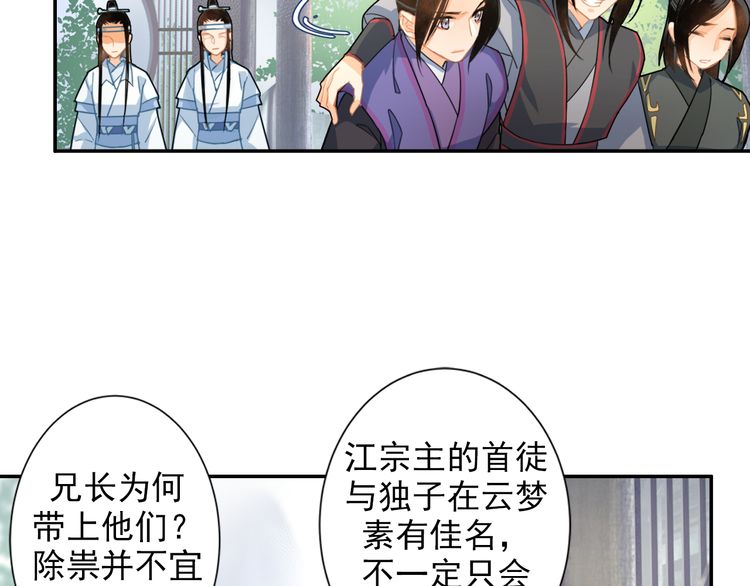 兄长为何
带上他们?
除祟并不宜
江宗主的首徒
与独子在云梦
素有佳名，
不一定只会